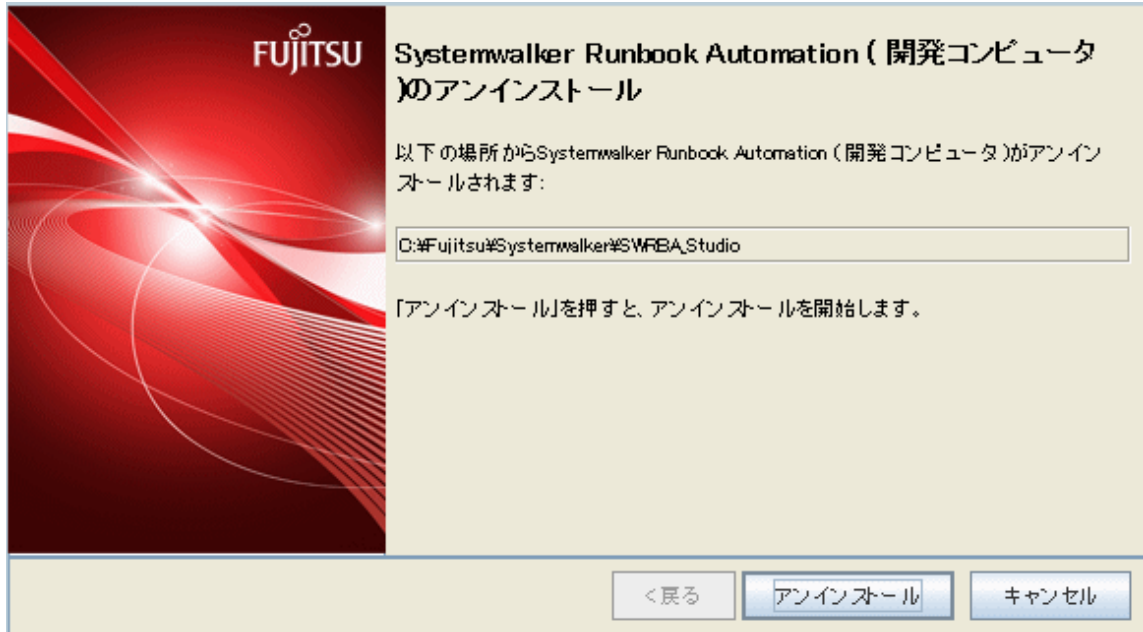 FUJITSU
Systemwalker Runbook Automation ( 開発コンピュータ
)のアンインストール
以下の場所からSystemwalker Runbook Automation ( 開発コンピュータ )がアンイン
ストールされます:
C:¥Fujitsu¥Systemwalker¥SWRBA_Studio
「アンインストール」を押すと、アンインストールを開始します。
<戻る
アンインストール
キャンセル